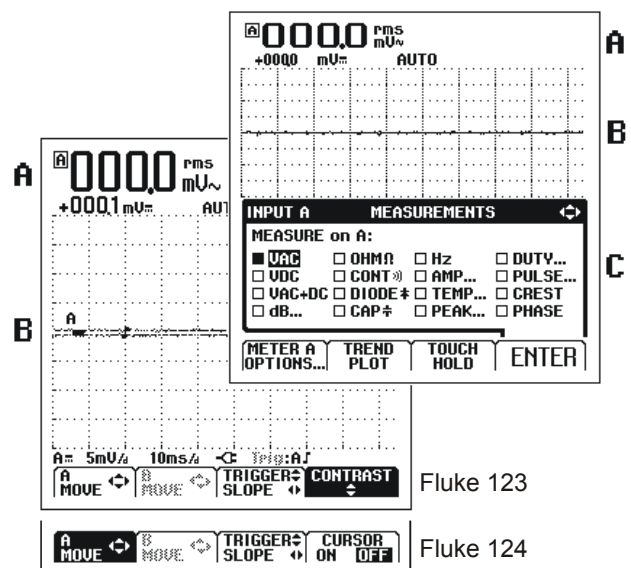 A 000.0 rms mV~
+000.0 mV⎓ AUTO
A
B
INPUT A MEASUREMENTS
MEASURE on A:
VAC OHM Ω Hz DUTY...
VDC CONT AMP... PULSE...
VAC+DC DIODE TEMP... CREST
dB... CAP PEAK... PHASE
C
METER A OPTIONS... TREND PLOT TOUCH HOLD ENTER
A
A 000.0 rms mV~
+000.1 mV⎓ AUT
B
A
A⎓ 5mV/d 10ms/d Trig:A
A MOVE B MOVE TRIGGER SLOPE CONTRAST
Fluke 123
A MOVE B MOVE TRIGGER SLOPE CURSOR ON OFF
Fluke 124